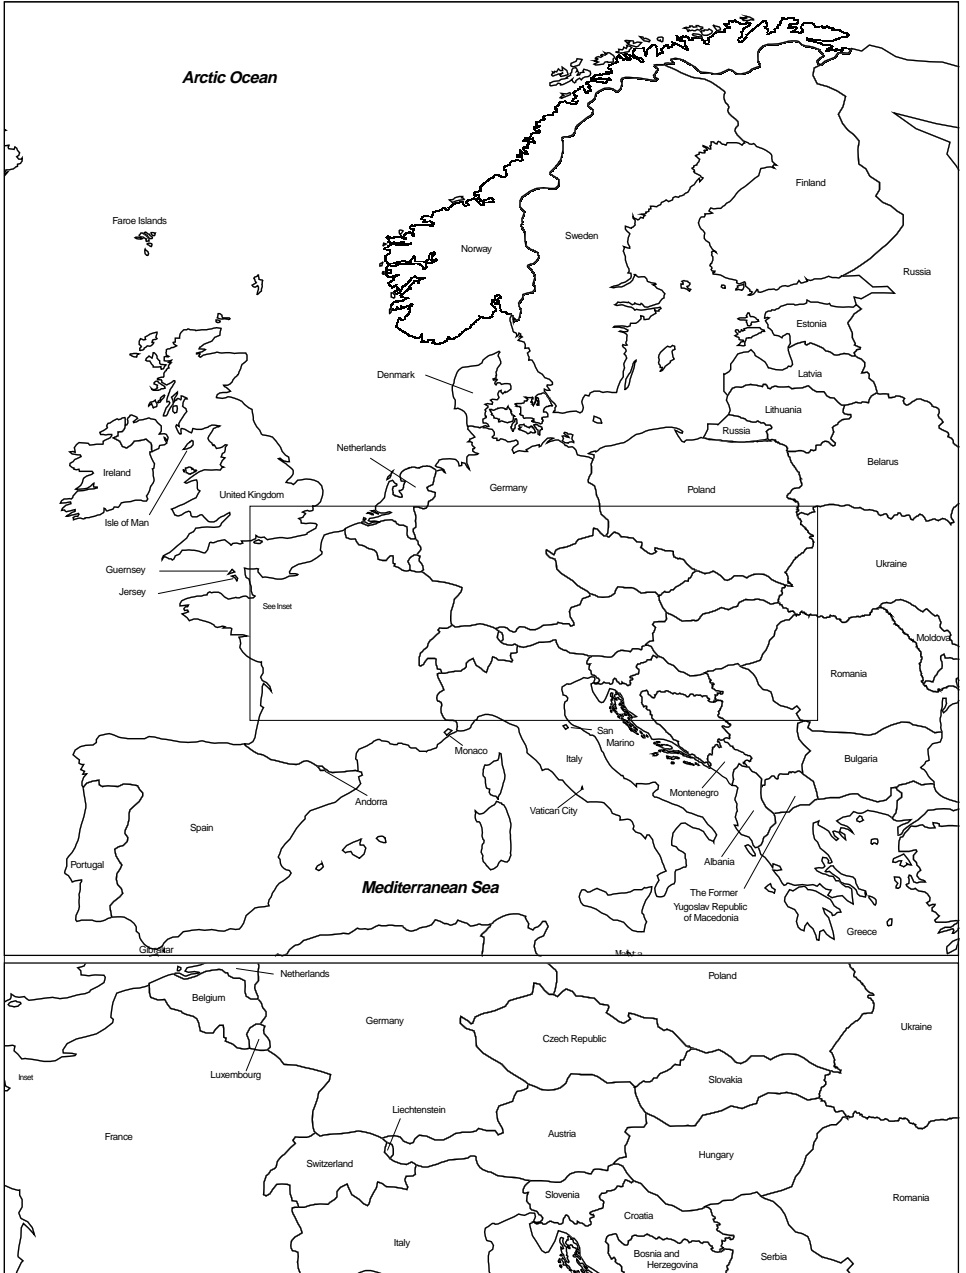 Arctic Ocean
Finland
Faroe Islands
Sweden
Norway
Russia
Estonia
Latvia
Denmark
Lithuania
Russia
Netherlands
Belarus
Ireland
Germany
Poland
United Kingdom
Isle of Man
Ukraine
Guernsey
Jersey
See Inset
Moldova
Romania
San
Marino
Monaco
Italy
Bulgaria
Montenegro
Andorra
Vatican City
Spain
Portugal
Albania
Mediterranean Sea
The Former
Yugoslav Republic
of Macedonia
Greece
Gibraltar
Malta
Netherlands
Poland
Belgium
Germany
Ukraine
Czech Republic
Inset
Luxembourg
Slovakia
Liechtenstein
France
Austria
Hungary
Switzerland
Slovenia
Romania
Croatia
Italy
Bosnia and
Herzegovina
Serbia